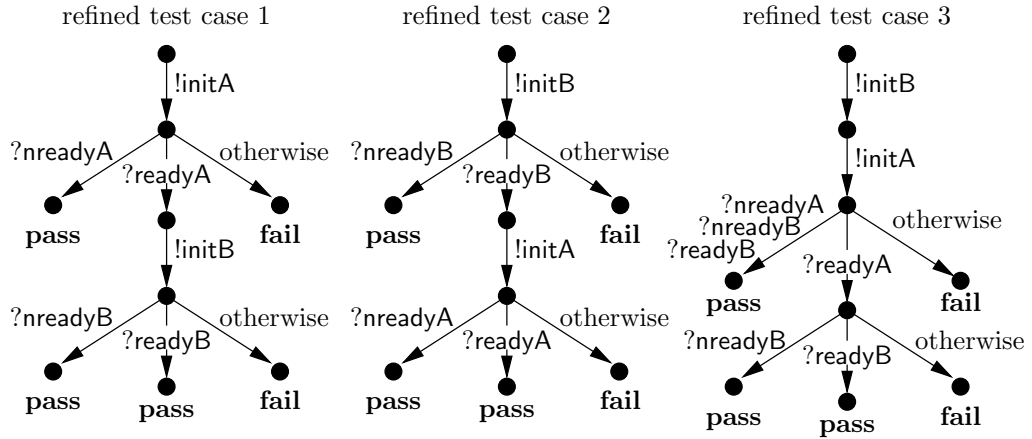 refined test case 1
!initA
?nreadyA
?readyA
otherwise
pass
fail
!initB
?nreadyB
?readyB
otherwise
pass
pass
fail
refined test case 2
!initB
?nreadyB
?readyB
otherwise
pass
fail
!initA
?nreadyA
?readyA
otherwise
pass
pass
fail
refined test case 3
!initB
!initA
?nreadyA
?nreadyB
?readyB
otherwise
?readyA
pass
fail
?nreadyB
?readyB
otherwise
pass
pass
fail